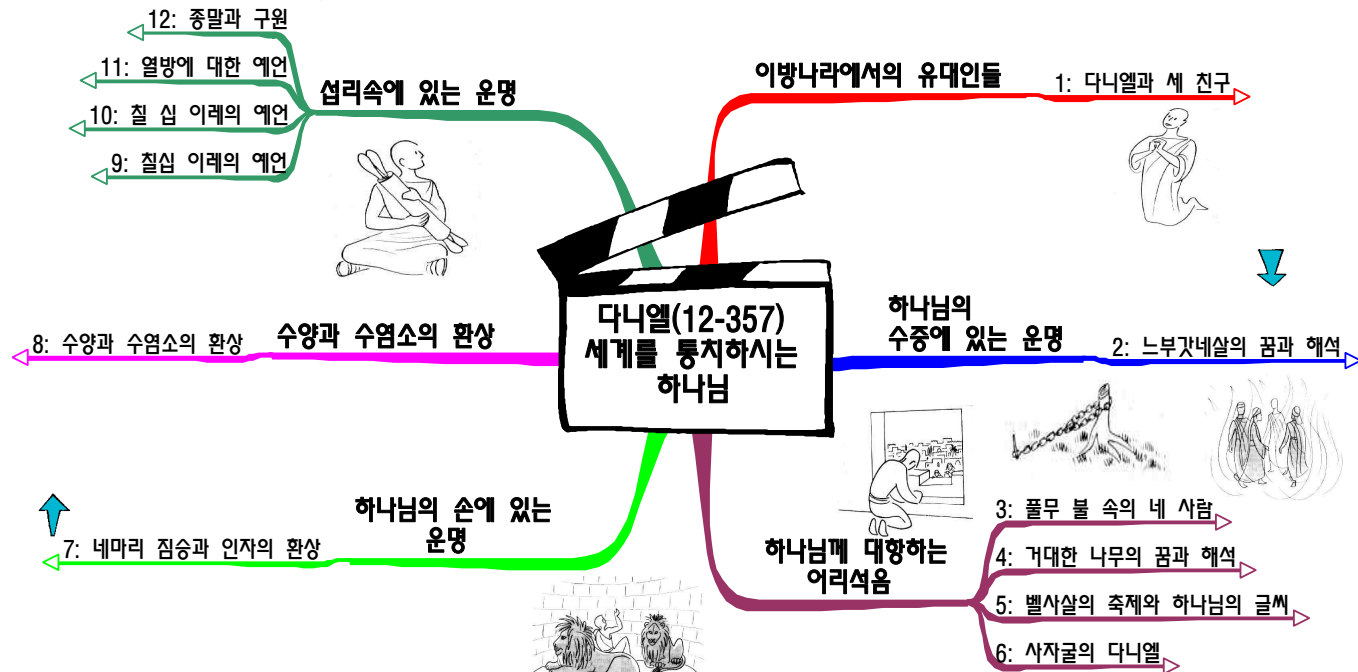 다니엘(12-357)
세계를 통치하시는
하나님
이방나라에서의 유대인들
1: 다니엘과 세 친구
하나님의
수중에 있는 운명
2: 느부갓네살의 꿈과 해석
하나님께 대항하는
어리석음
3: 풀무 불 속의 네 사람
4: 거대한 나무의 꿈과 해석
5: 벨사살의 축제와 하나님의 글씨
6: 사자굴의 다니엘
하나님의 손에 있는
운명
7: 네마리 짐승과 인자의 환상
수양과 수염소의 환상
8: 수양과 수염소의 환상
섭리속에 있는 운명
9: 칠십 이레의 예언
10: 칠 십 이레의 예언
11: 열방에 대한 예언
12: 종말과 구원